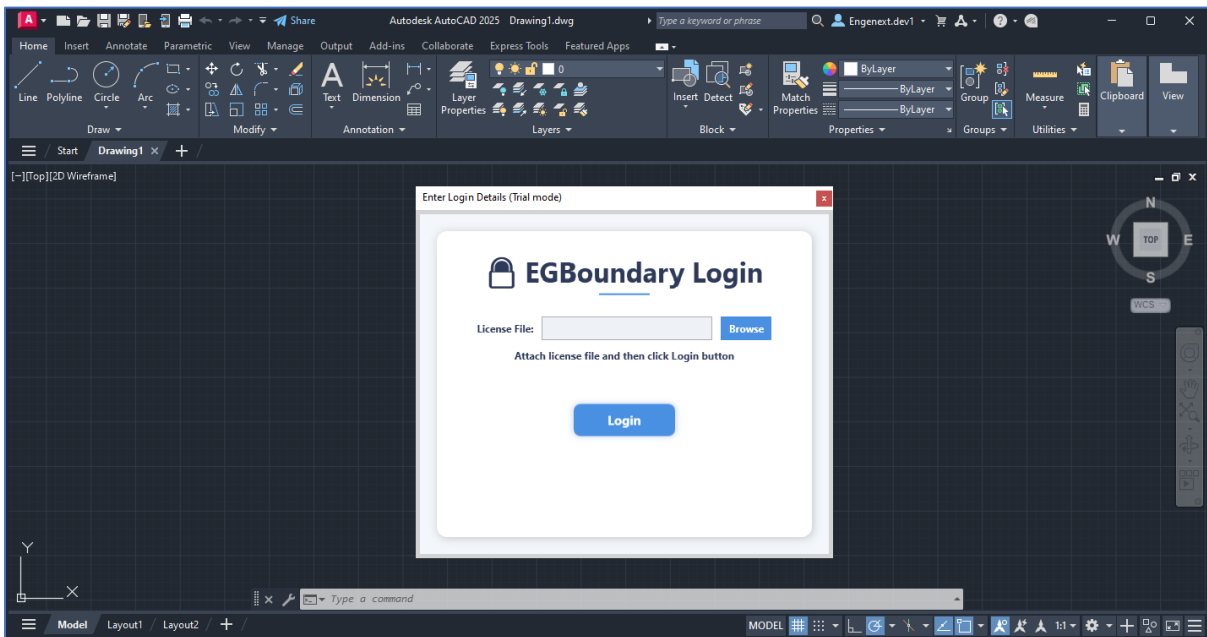 A Share Autodesk AutoCAD 2025 Drawing1.dwg Type a keyword or phrase Engenext.dev1
Home Insert Annotate Parametric View Manage Output Add-ins Collaborate Express Tools Featured Apps
Line Polyline Circle Arc
Text Dimension
Layer Properties
0
Insert Detect
Match Properties
ByLayer
ByLayer
ByLayer
Group
Measure
Clipboard
View
Draw Modify Annotation Layers Block Properties Groups Utilities
Start Drawing1
[−][Top][2D Wireframe]
N
W TOP E
S
WCS
Enter Login Details (Trial mode) x
EGBoundary Login
License File: Browse
Attach license file and then click Login button
Login
Y
X
Type a command
Model Layout1 Layout2 MODEL 1:1